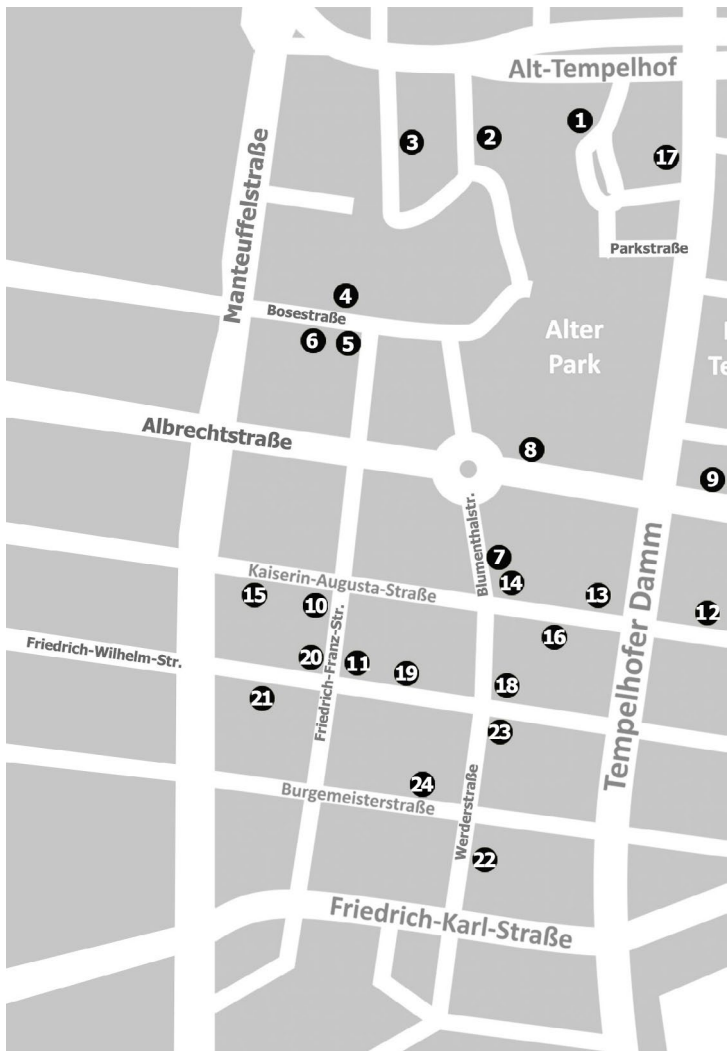 Alt-Tempelhof
1
2
3
17
Manteuffelstraße
Parkstraße
4
Bosestraße
6
5
Alter
Park
Te
Albrechtstraße
8
9
Blumenthalstr.
7
14
Kaiserin-Augusta-Straße
15
10
13
12
16
Tempelhofer Damm
Friedrich-Wilhelm-Str.
Friedrich-Franz-Str.
20
11
19
18
21
23
24
Burgemeisterstraße
Werderstraße
22
Friedrich-Karl-Straße